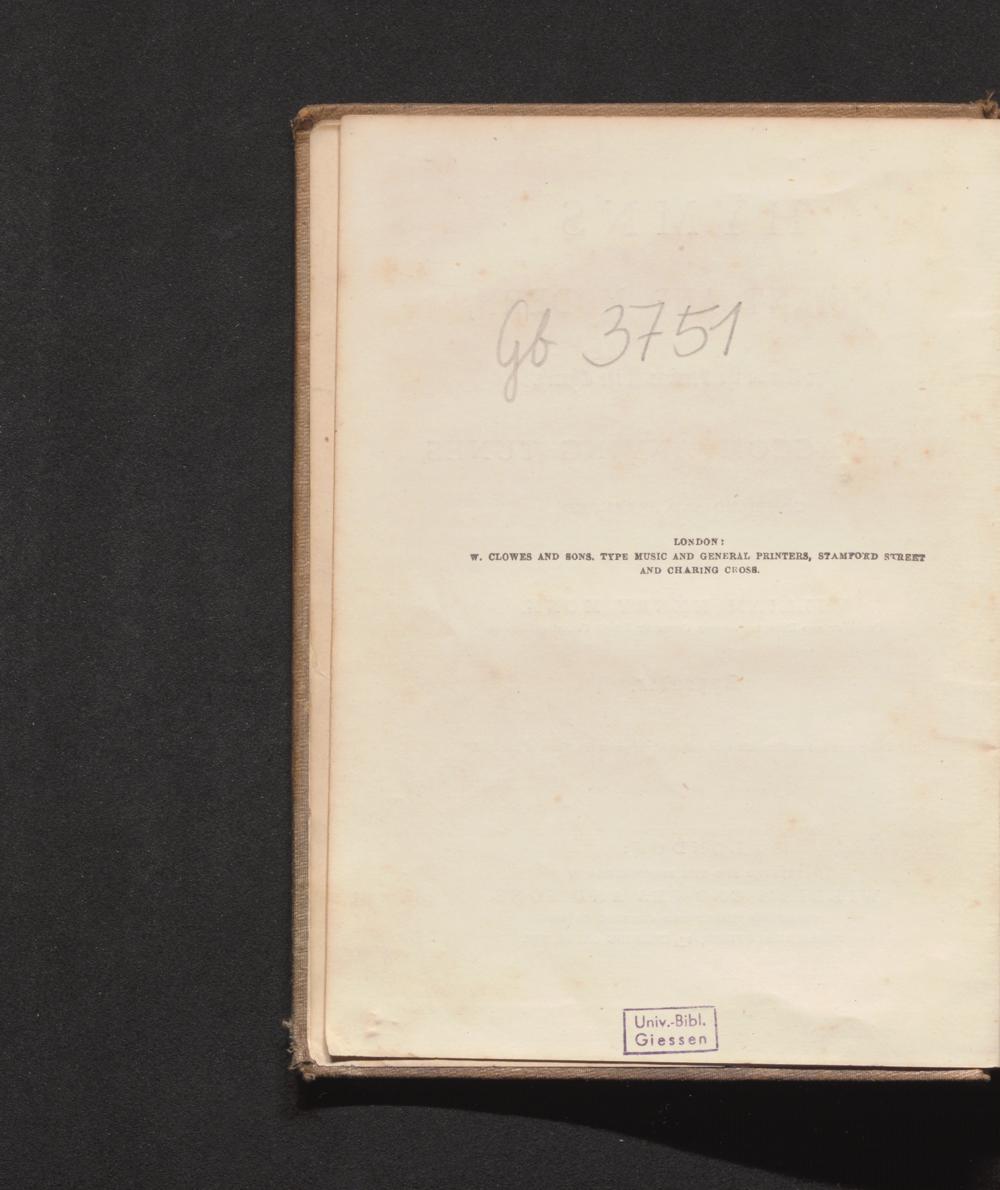 Gb 3751
LONDON:
W. CLOWES AND SONS. TYPE MUSIC AND GENERAL PRINTERS, STAMFORD STREET
AND CHARING CROSS.
Univ.-Bibl.
Giessen